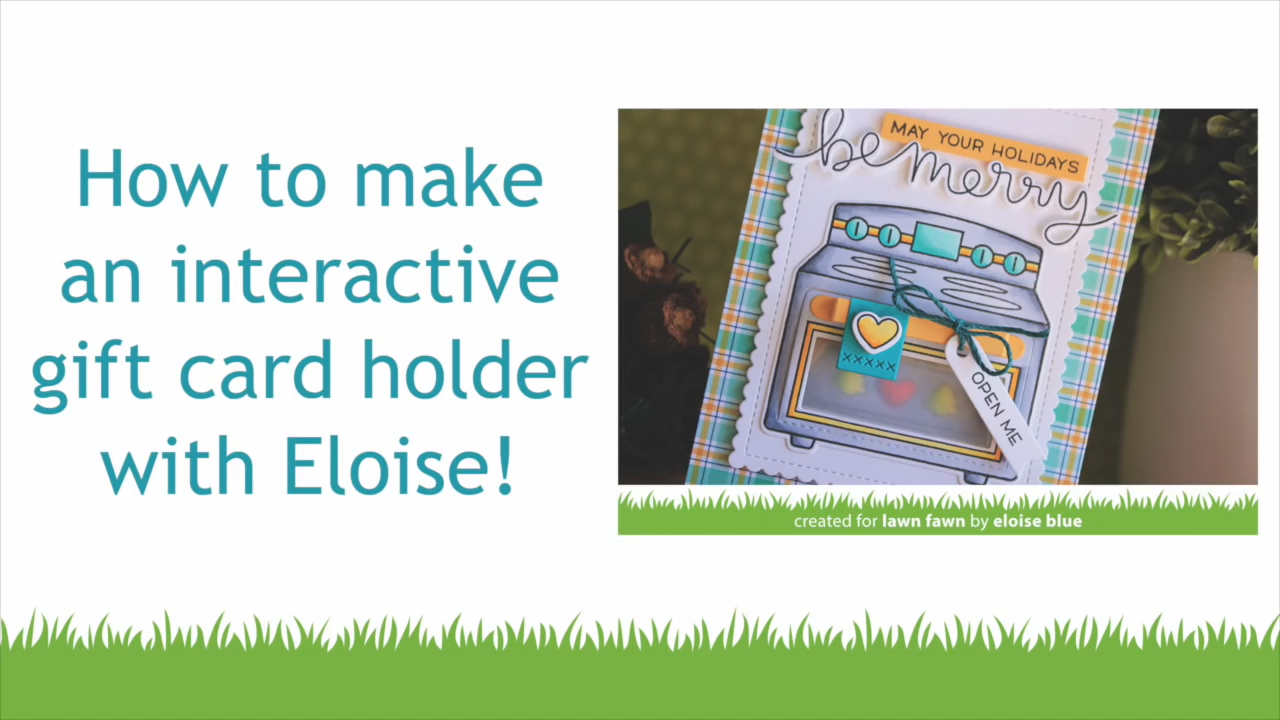 How to make
an interactive
gift card holder
with Eloise!
MAY YOUR HOLIDAYS
be merry
OPEN ME
created for lawn fawn by eloise blue